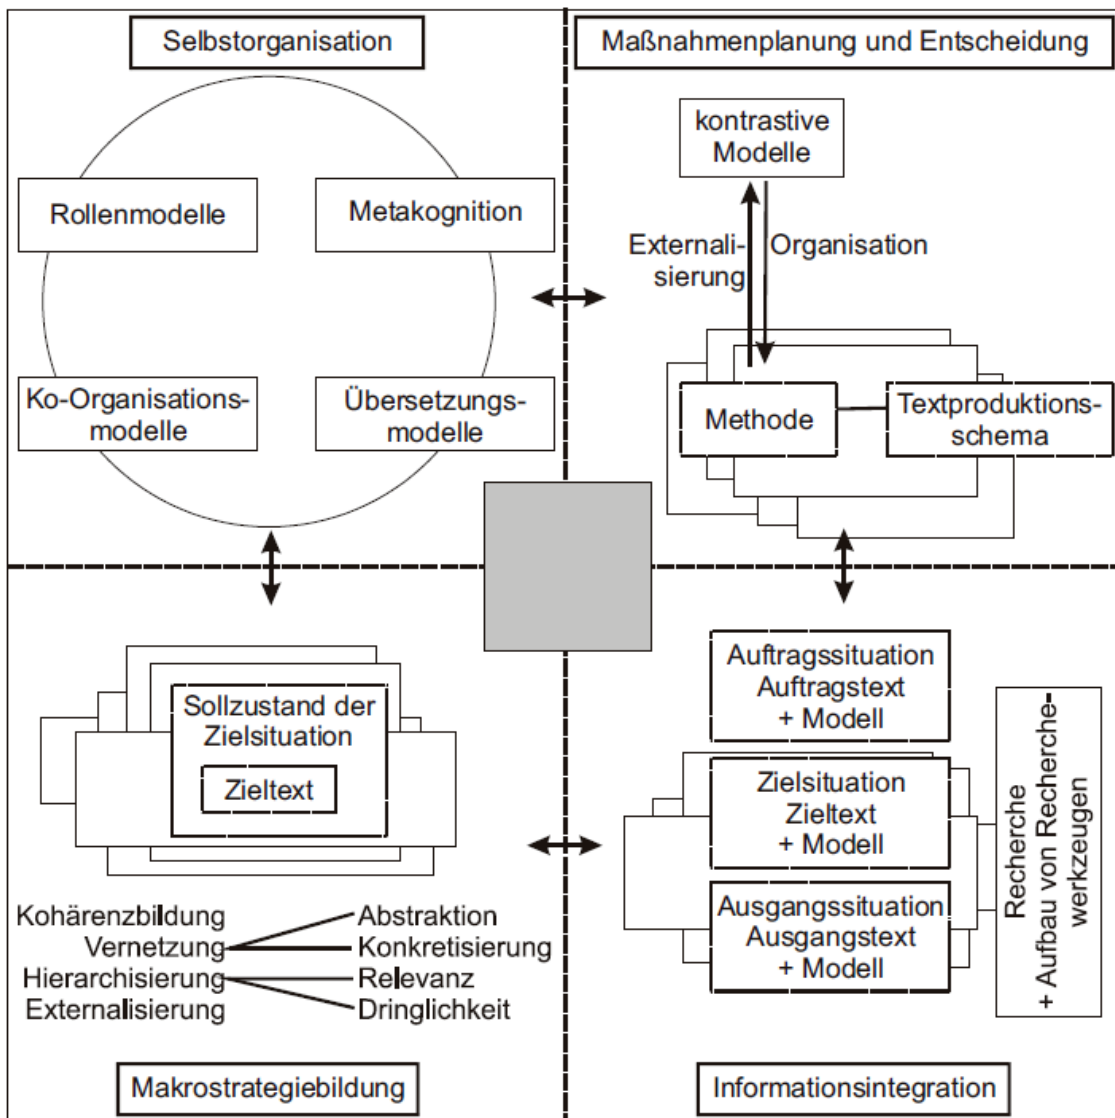 Selbstorganisation
Rollenmodelle
Metakognition
Ko-Organisations-
modelle
Übersetzungs-
modelle
Maßnahmenplanung und Entscheidung
kontrastive
Modelle
Externali-
sierung
Organisation
Methode
Textproduktions-
schema
Sollzustand der
Zielsituation
Zieltext
Kohärenzbildung
Vernetzung
Hierarchisierung
Externalisierung
Abstraktion
Konkretisierung
Relevanz
Dringlichkeit
Makrostrategiebildung
Auftragssituation
Auftragstext
+ Modell
Zielsituation
Zieltext
+ Modell
Ausgangssituation
Ausgangstext
+ Modell
Recherche
+ Aufbau von Recherche-
werkzeugen
Informationsintegration